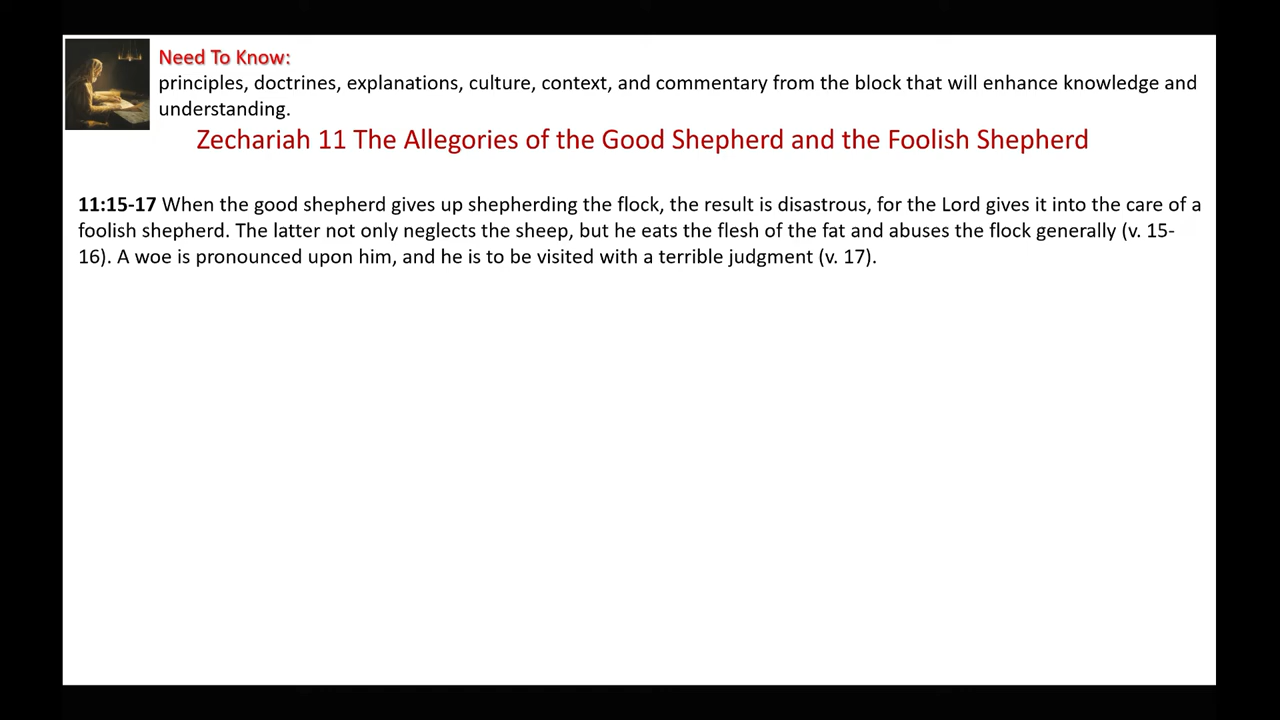 Need To Know:
principles, doctrines, explanations, culture, context, and commentary from the block that will enhance knowledge and
understanding.
Zechariah 11 The Allegories of the Good Shepherd and the Foolish Shepherd
11:15-17 When the good shepherd gives up shepherding the flock, the result is disastrous, for the Lord gives it into the care of a
foolish shepherd. The latter not only neglects the sheep, but he eats the flesh of the fat and abuses the flock generally (v. 15-
16). A woe is pronounced upon him, and he is to be visited with a terrible judgment (v. 17).